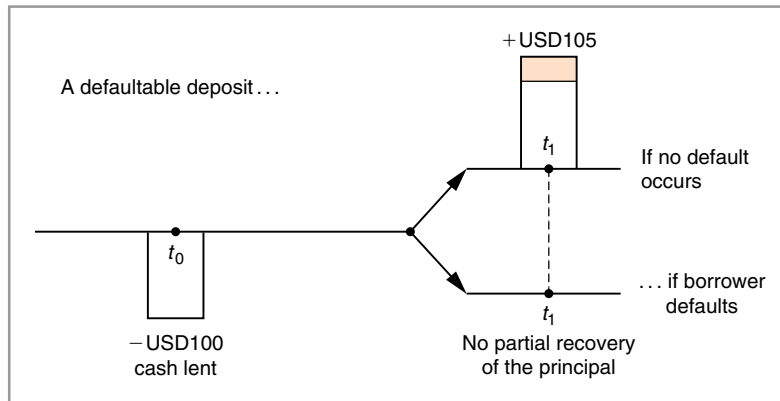 +USD105
A defaultable deposit . . .
t1
If no default
occurs
t0
. . . if borrower
defaults
t1
−USD100
cash lent
No partial recovery
of the principal